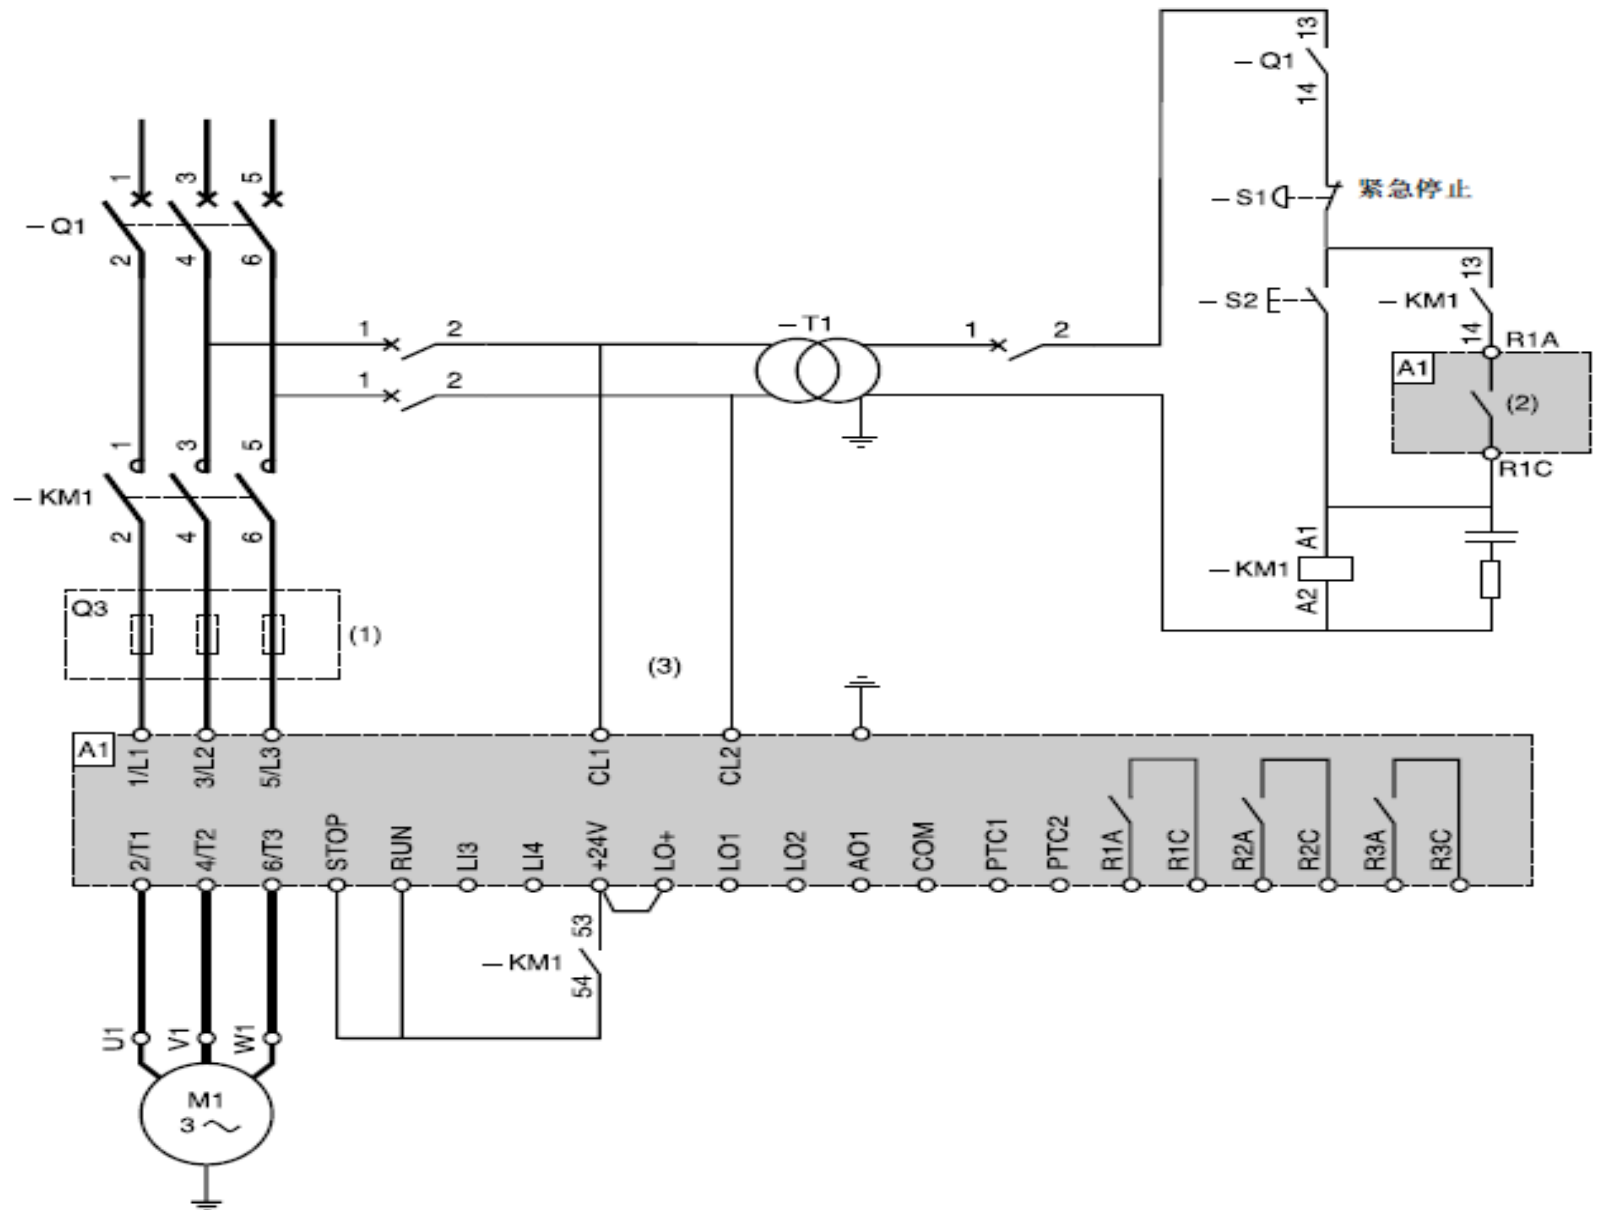 13
– Q1
14
1 3 5
– Q1
2 4 6
– S1 紧急停止
13
– S2 – KM1
14
R1A
1 2 – T1 1 2
A1
1 2
(2)
1 3 5
R1C
– KM1
2 4 6
A1
– KM1
A2
Q3
(1)
(3)
A1
1/L1 3/L2 5/L3 CL1 CL2
2/T1 4/T2 6/T3 STOP RUN LI3 LI4 +24V LO+ LO1 LO2 AO1 COM PTC1 PTC2 R1A R1C R2A R2C R3A R3C
53
– KM1
54
U1 V1 W1
M1
3